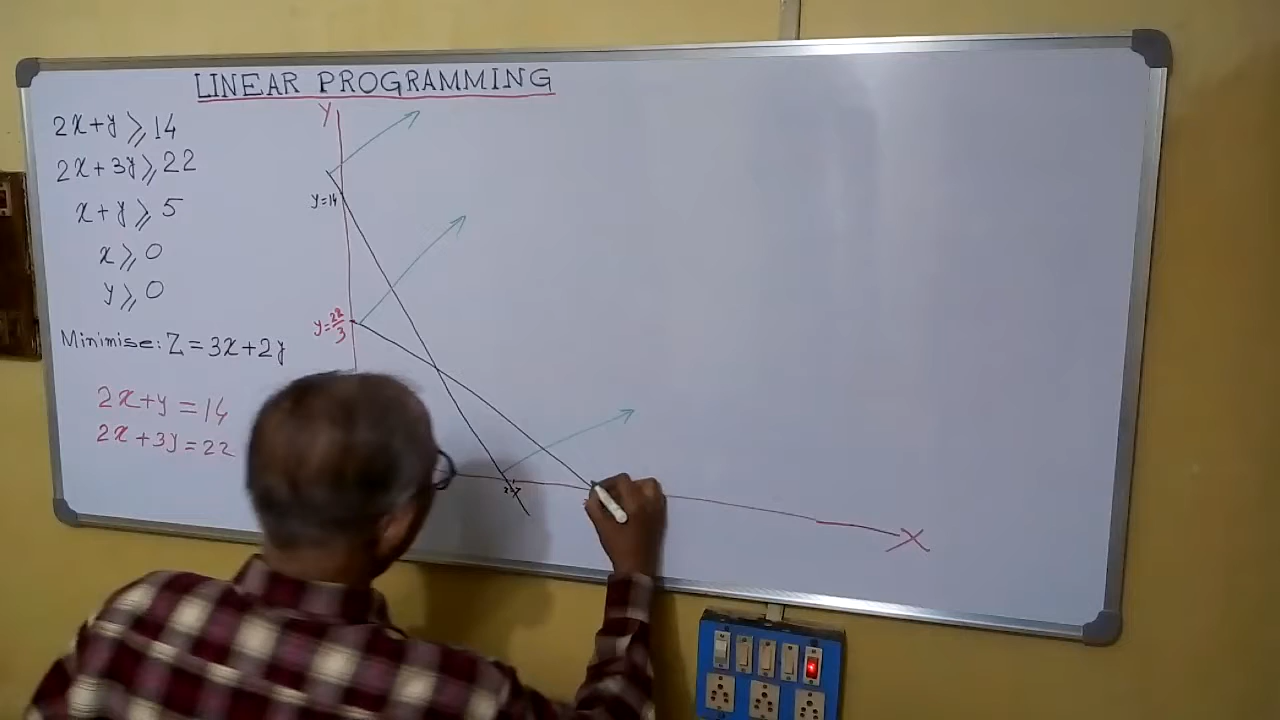 LINEAR PROGRAMMING
2x+y ⩾ 14
2x+3y ⩾ 22
x+y ⩾ 5
x ⩾ 0
y ⩾ 0
Minimise: Z = 3x+2y
2x+y = 14
2x+3y = 22
Y
y=14
y=22/3
x=7
X